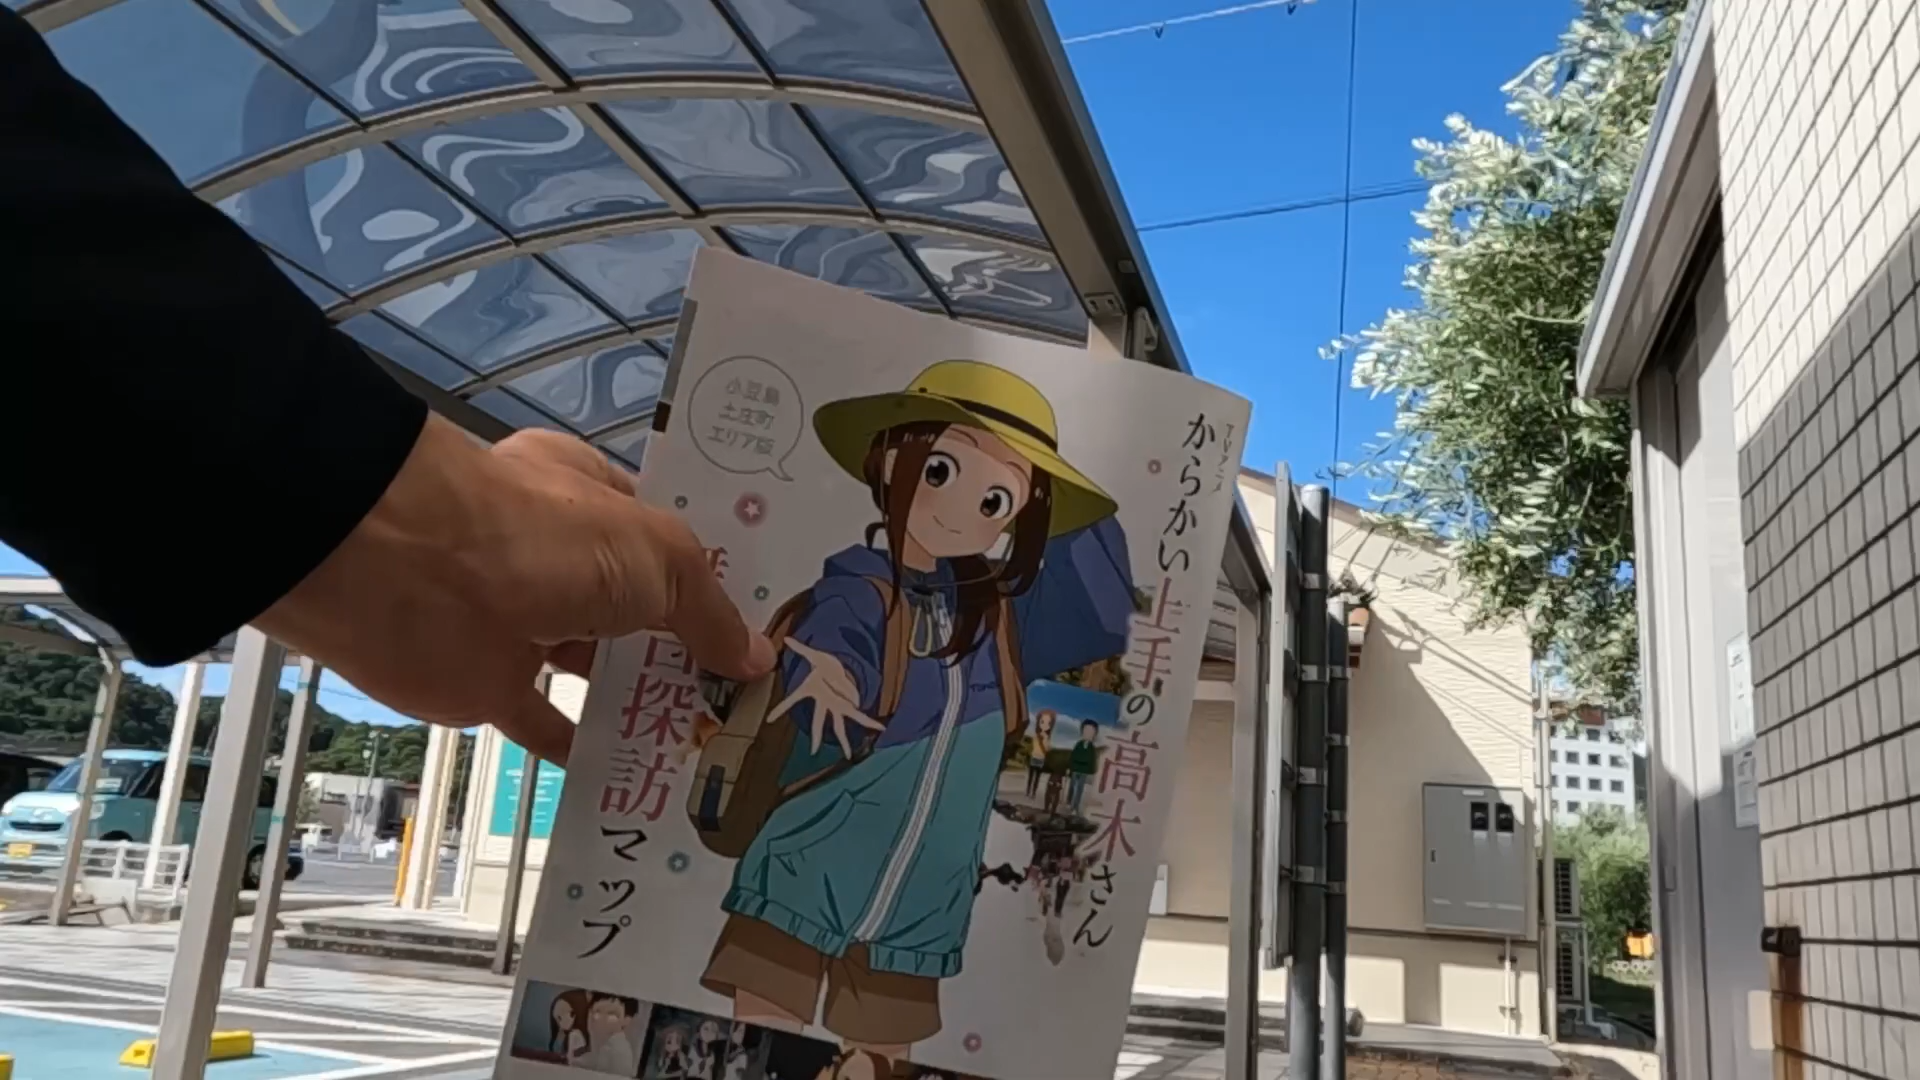 TVアニメ
からかい上手の高木さん
小豆島
土庄町
エリア版
探訪マップ